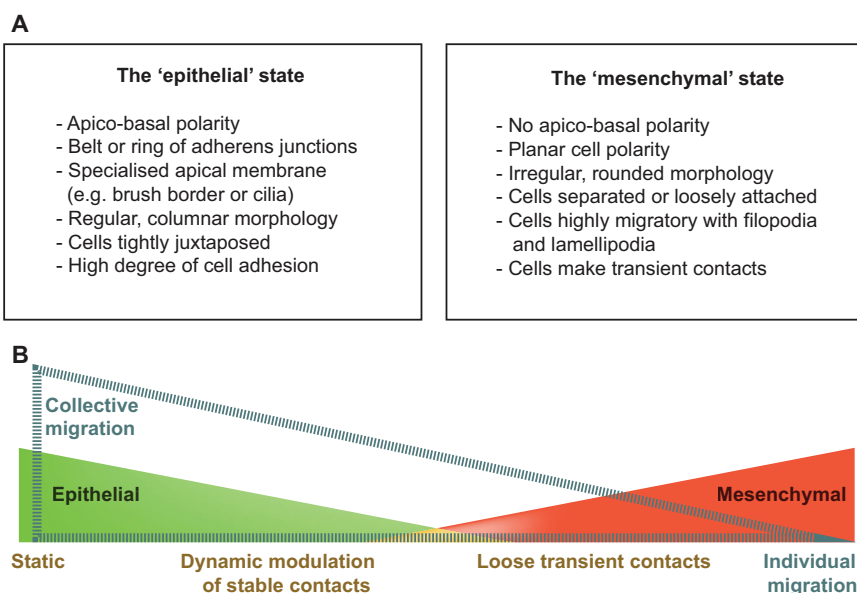 A
The ‘epithelial’ state
- Apico-basal polarity
- Belt or ring of adherens junctions
- Specialised apical membrane
(e.g. brush border or cilia)
- Regular, columnar morphology
- Cells tightly juxtaposed
- High degree of cell adhesion
The ‘mesenchymal’ state
- No apico-basal polarity
- Planar cell polarity
- Irregular, rounded morphology
- Cells separated or loosely attached
- Cells highly migratory with filopodia
and lamellipodia
- Cells make transient contacts
B
Collective
migration
Epithelial
Mesenchymal
Static
Dynamic modulation
of stable contacts
Loose transient contacts
Individual
migration